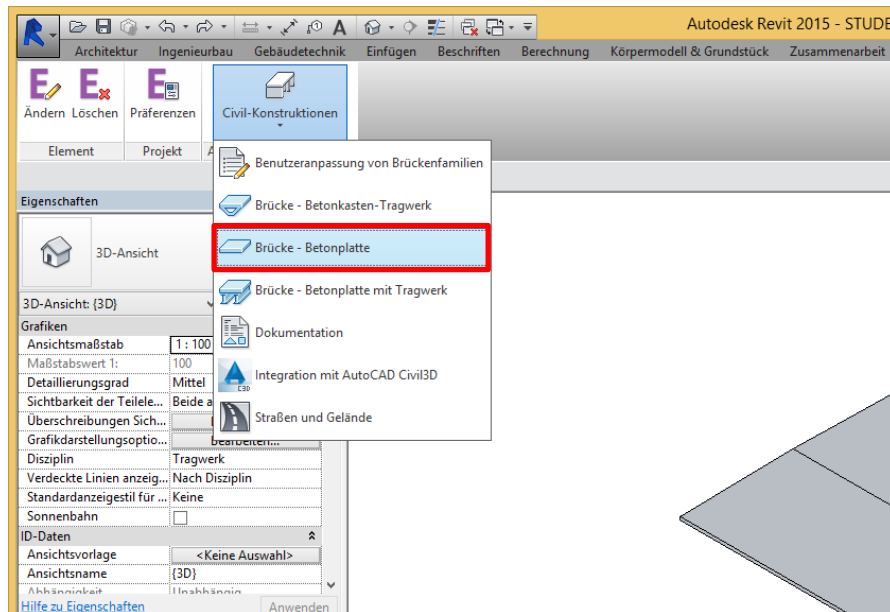 Autodesk Revit 2015 - STUDE
Architektur Ingenieurbau Gebäudetechnik Einfügen Beschriften Berechnung Körpermodell & Grundstück Zusammenarbeit
Ändern Löschen Präferenzen Civil-Konstruktionen
Element Projekt A
Benutzeranpassung von Brückenfamilien
Brücke - Betonkasten-Tragwerk
Brücke - Betonplatte
Brücke - Betonplatte mit Tragwerk
Dokumentation
Integration mit AutoCAD Civil3D
Straßen und Gelände
Eigenschaften
3D-Ansicht
3D-Ansicht: {3D}
Grafiken
Ansichtsmaßstab 1 : 100
Maßstabswert 1: 100
Detaillierungsgrad Mittel
Sichtbarkeit der Teilele... Beide a
Überschreibungen Sich...
Grafikdarstellungsoptio... Bearbeiten...
Disziplin Tragwerk
Verdeckte Linien anzeig... Nach Disziplin
Standardanzeigestil für ... Keine
Sonnenbahn
ID-Daten
Ansichtsvorlage <Keine Auswahl>
Ansichtsname {3D}
Abhängigkeit Unabhängig
Hilfe zu Eigenschaften Anwenden